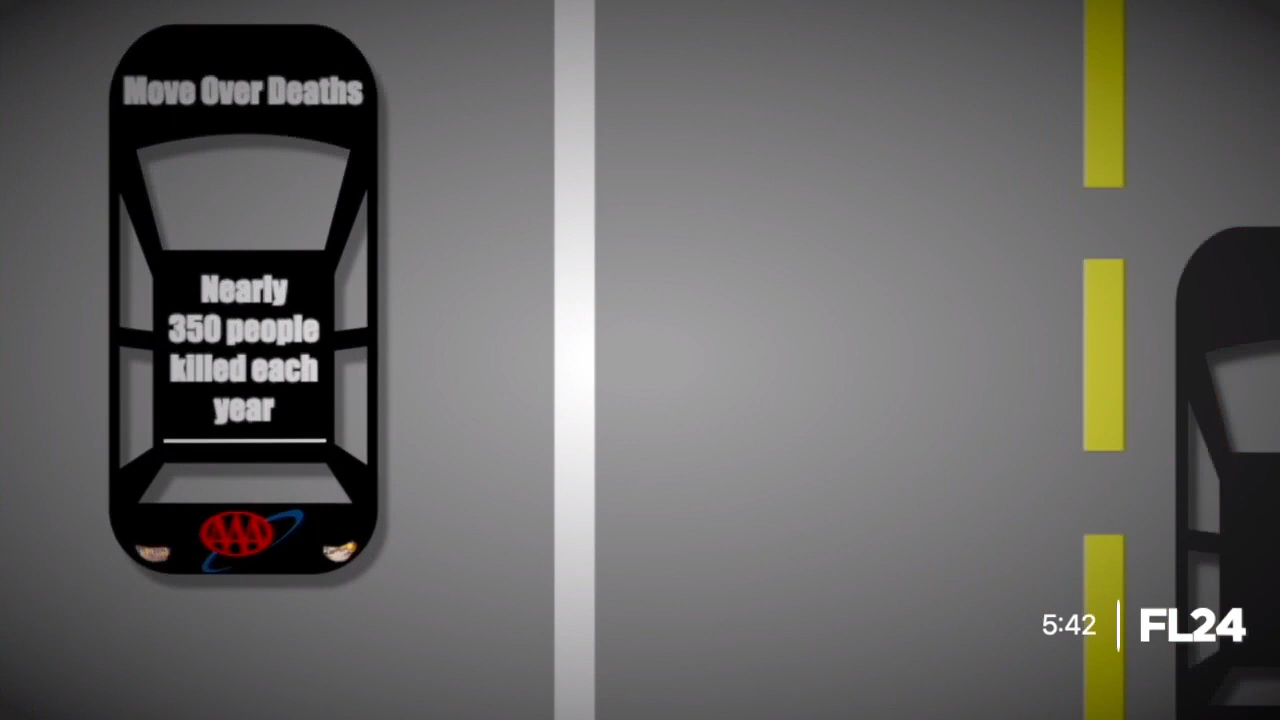 Move Over Deaths
Nearly
350 people
killed each
year
AAA
5:42
FL24